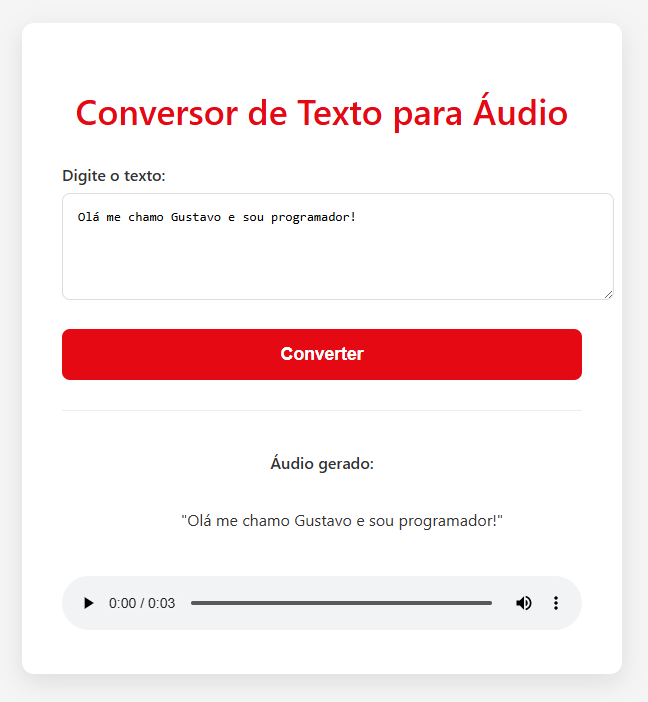 Conversor de Texto para Áudio
Digite o texto:
Olá me chamo Gustavo e sou programador!
Converter
Áudio gerado:
"Olá me chamo Gustavo e sou programador!"
0:00 / 0:03